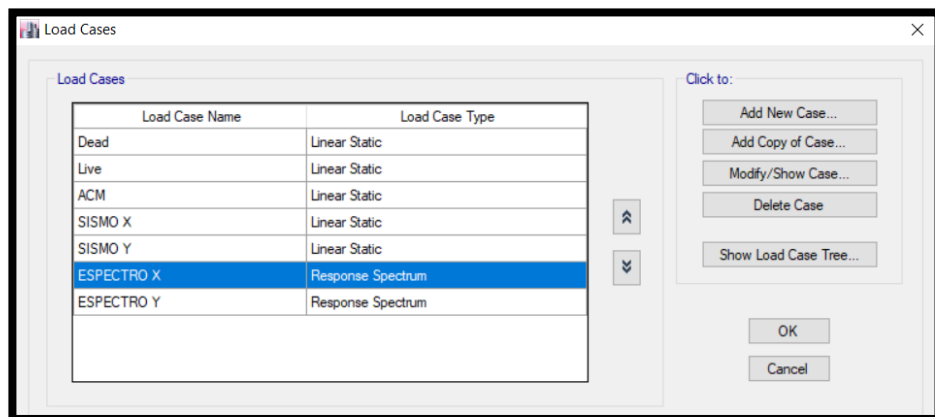 Load Cases
Load Cases
Click to:
Load Case Name Load Case Type
Dead Linear Static
Live Linear Static
ACM Linear Static
SISMO X Linear Static
SISMO Y Linear Static
ESPECTRO X Response Spectrum
ESPECTRO Y Response Spectrum
Add New Case...
Add Copy of Case...
Modify/Show Case...
Delete Case
Show Load Case Tree...
OK
Cancel